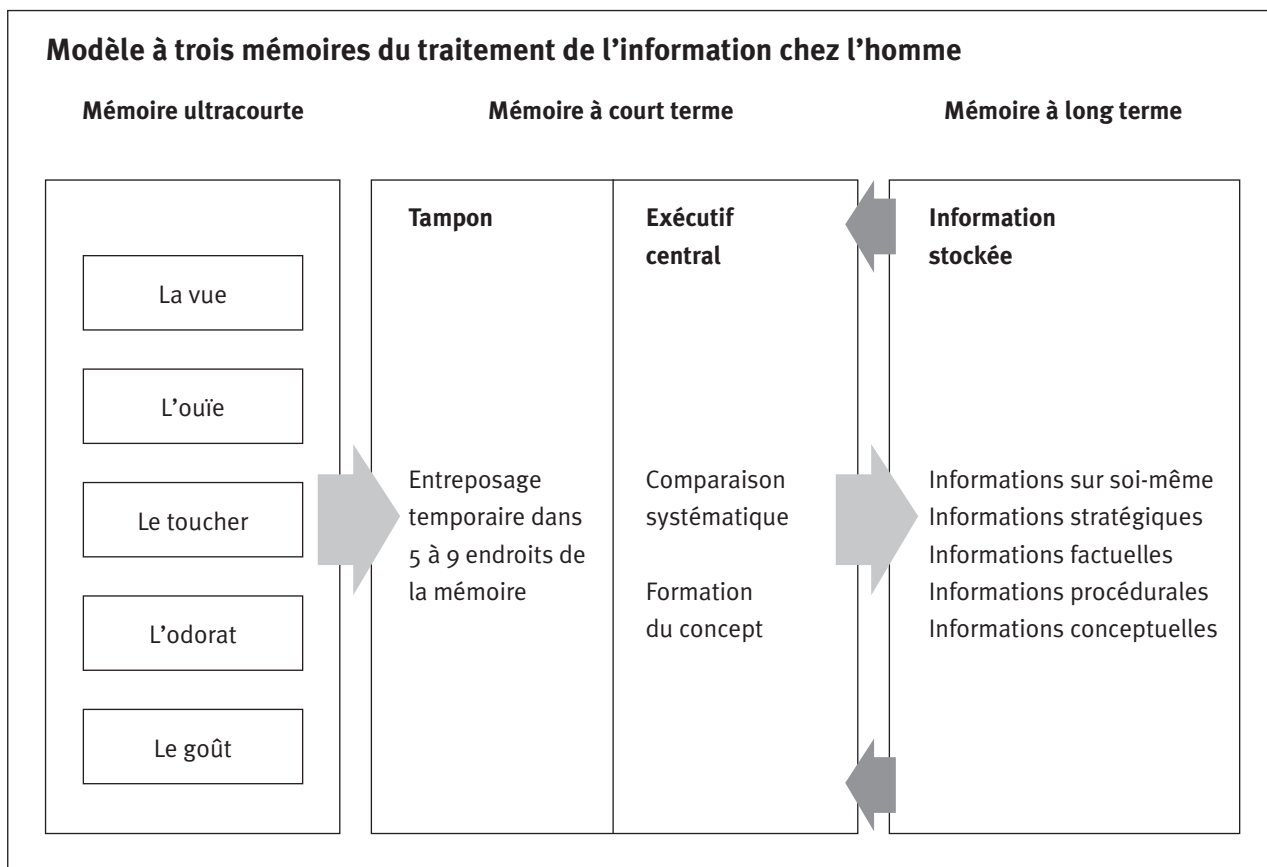 Modèle à trois mémoires du traitement de l’information chez l’homme
Mémoire ultracourte
Mémoire à court terme
Mémoire à long terme
La vue
L’ouïe
Le toucher
L’odorat
Le goût
Tampon
Entreposage
temporaire dans
5 à 9 endroits de
la mémoire
Exécutif
central
Comparaison
systématique
Formation
du concept
Information
stockée
Informations sur soi-même
Informations stratégiques
Informations factuelles
Informations procédurales
Informations conceptuelles